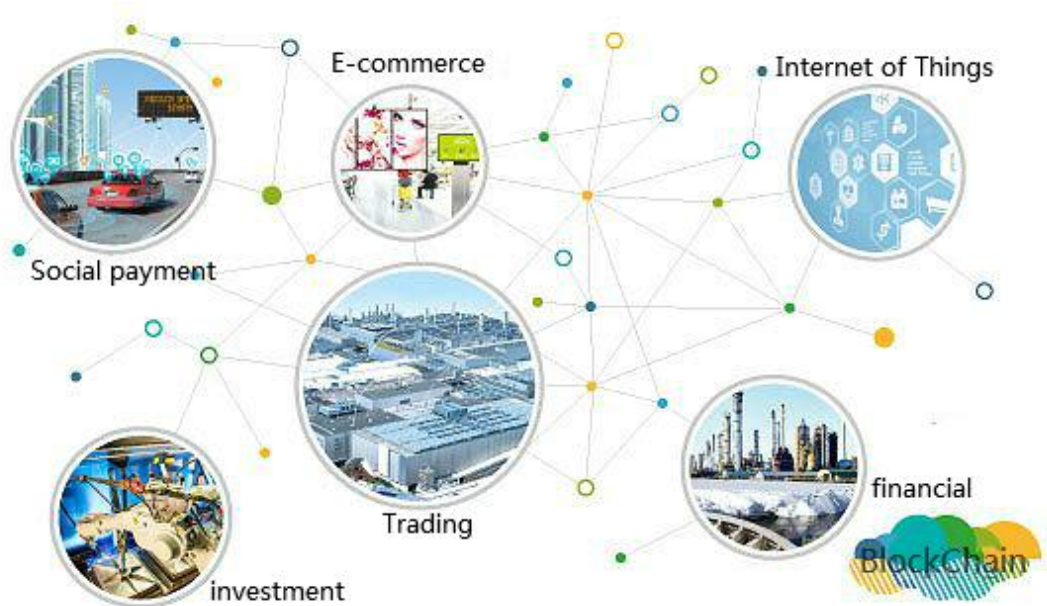 E-commerce
Internet of Things
Social payment
Trading
financial
investment
BlockChain